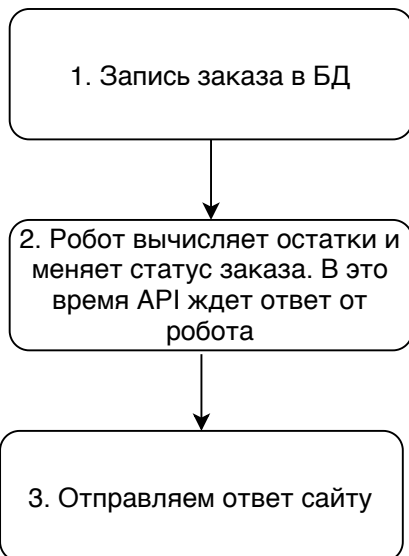 1. Запись заказа в БД
2. Робот вычисляет остатки и
меняет статус заказа. В это
время API ждет ответ от
робота
3. Отправляем ответ сайту